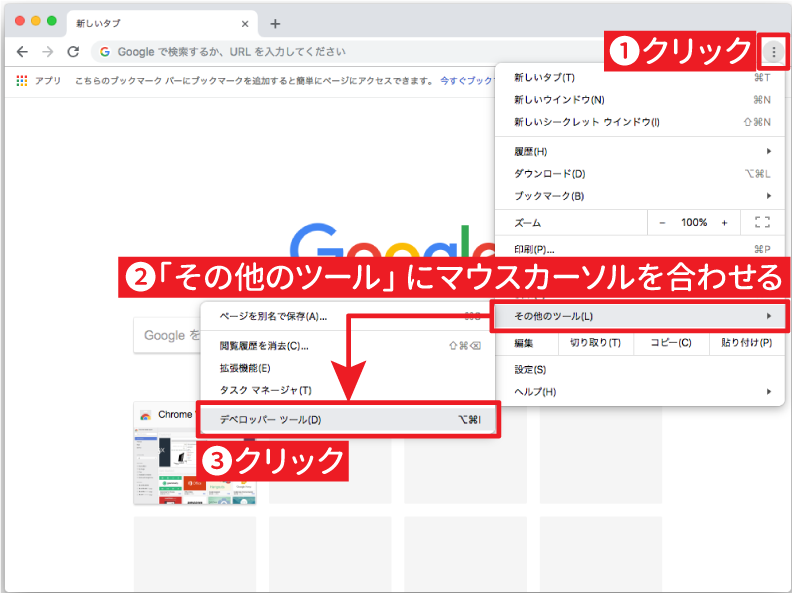 新しいタブ
Google で検索するか、URL を入力してください
❶クリック
アプリ
こちらのブックマーク バーにブックマークを追加すると簡単にページにアクセスできます。 今すぐブック
新しいタブ(T) ⌘T
新しいウインドウ(N) ⌘N
新しいシークレット ウインドウ(I) ⇧⌘N
履歴(H)
ダウンロード(D) ⌥⌘L
ブックマーク(B)
ズーム − 100% +
印刷(P)... ⌘P
Google
❷「その他のツール」にマウスカーソルを合わせる
その他のツール(L)
編集 切り取り(T) コピー(C) 貼り付け(P)
設定(S)
ヘルプ(H)
ページを別名で保存(A)...
閲覧履歴を消去(C)... ⇧⌘⌫
拡張機能(E)
タスク マネージャ(T)
デベロッパー ツール(D) ⌥⌘I
Google を
Chrome
❸クリック